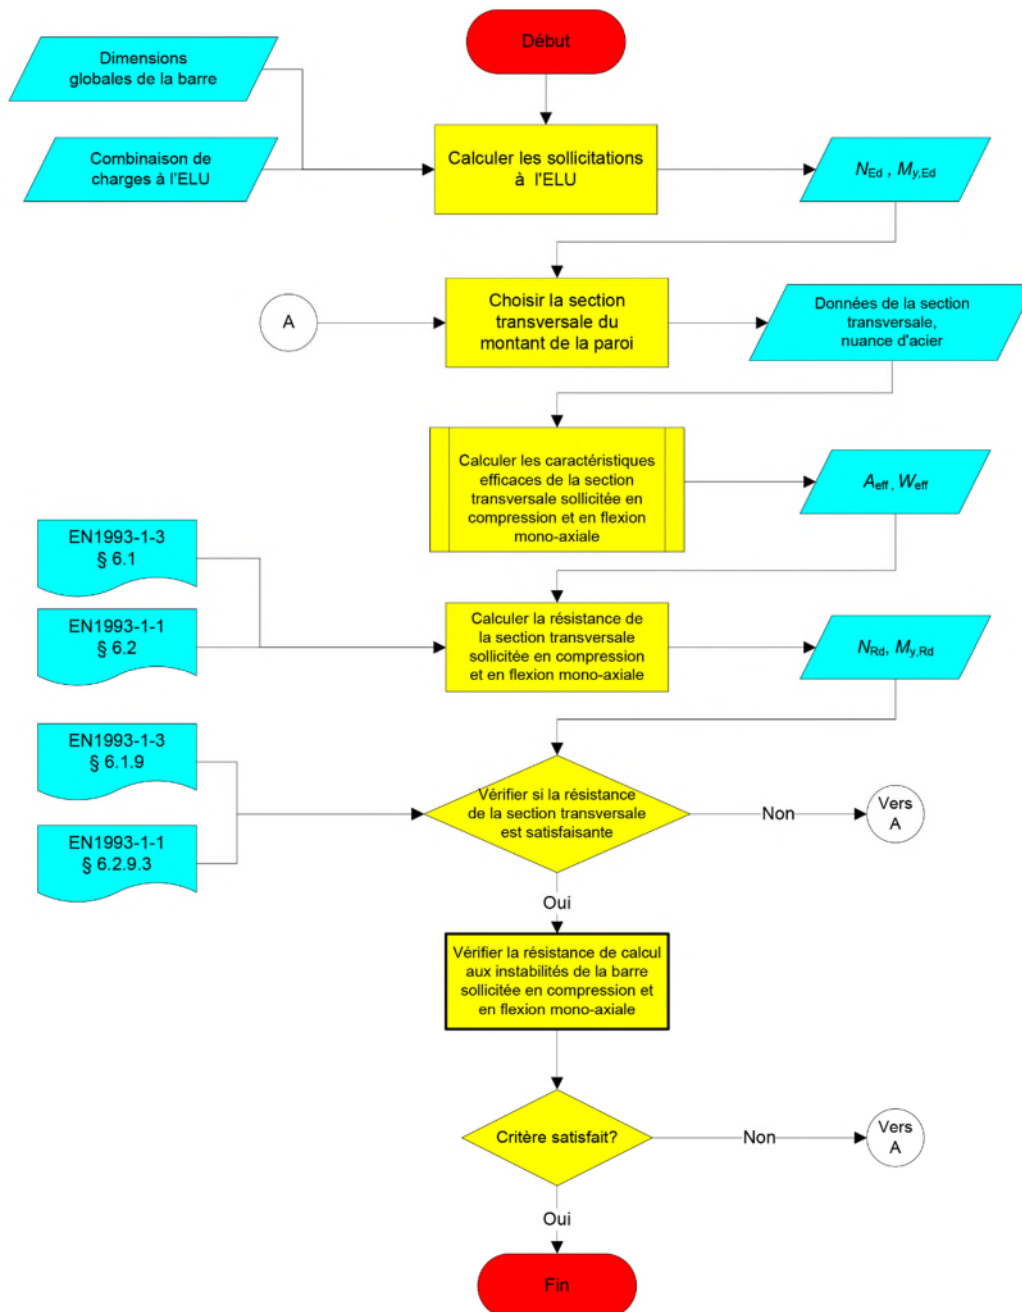 Début
Dimensions
globales de la barre
Combinaison de
charges à l'ELU
Calculer les sollicitations
à l'ELU
NEd , My,Ed
A
Choisir la section
transversale du
montant de la paroi
Données de la section
transversale,
nuance d'acier
Calculer les caractéristiques
efficaces de la section
transversale sollicitée en
compression et en flexion
mono-axiale
Aeff , Weff
EN1993-1-3
§ 6.1
EN1993-1-1
§ 6.2
Calculer la résistance de
la section transversale
sollicitée en compression
et en flexion mono-axiale
NRd, My,Rd
EN1993-1-3
§ 6.1.9
EN1993-1-1
§ 6.2.9.3
Vérifier si la résistance
de la section transversale
est satisfaisante
Non
Vers
A
Oui
Vérifier la résistance de calcul
aux instabilités de la barre
sollicitée en compression et
en flexion mono-axiale
Critère satisfait?
Non
Vers
A
Oui
Fin